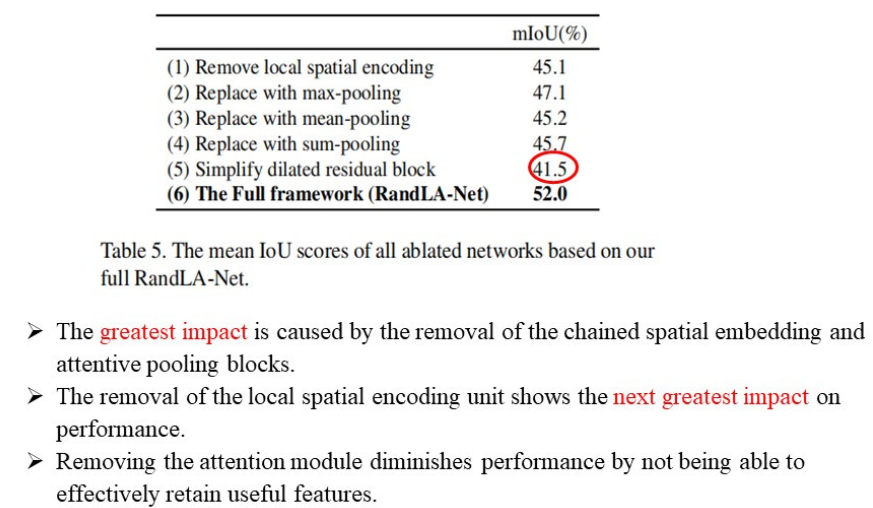 mIoU(%)
(1) Remove local spatial encoding 45.1
(2) Replace with max-pooling 47.1
(3) Replace with mean-pooling 45.2
(4) Replace with sum-pooling 45.7
(5) Simplify dilated residual block 41.5
(6) The Full framework (RandLA-Net) 52.0
Table 5. The mean IoU scores of all ablated networks based on our
full RandLA-Net.
➢ The greatest impact is caused by the removal of the chained spatial embedding and
attentive pooling blocks.
➢ The removal of the local spatial encoding unit shows the next greatest impact on
performance.
➢ Removing the attention module diminishes performance by not being able to
effectively retain useful features.